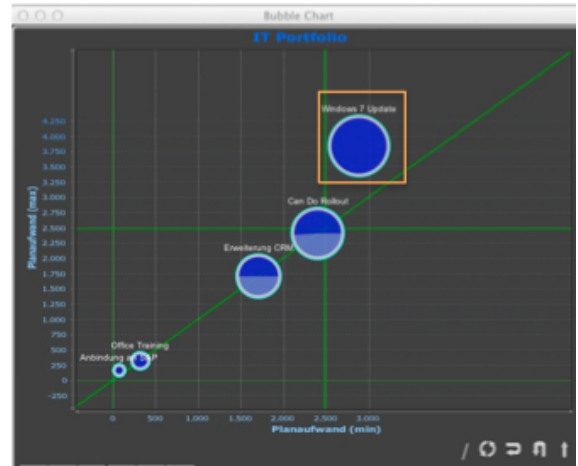 Bubble Chart
IT Portfolio
Planaufwand (max)
4.250
4.000
3.750
3.500
3.250
3.000
2.750
2.500
2.250
2.000
1.750
1.500
1.250
1.000
750
500
250
0
-250
Windows 7 Update
Can Do Rollout
Erweiterung CRM
Office Training
Anbindung an SAP
0 500 1.000 1.500 2.000 2.500 3.000
Planaufwand (min)